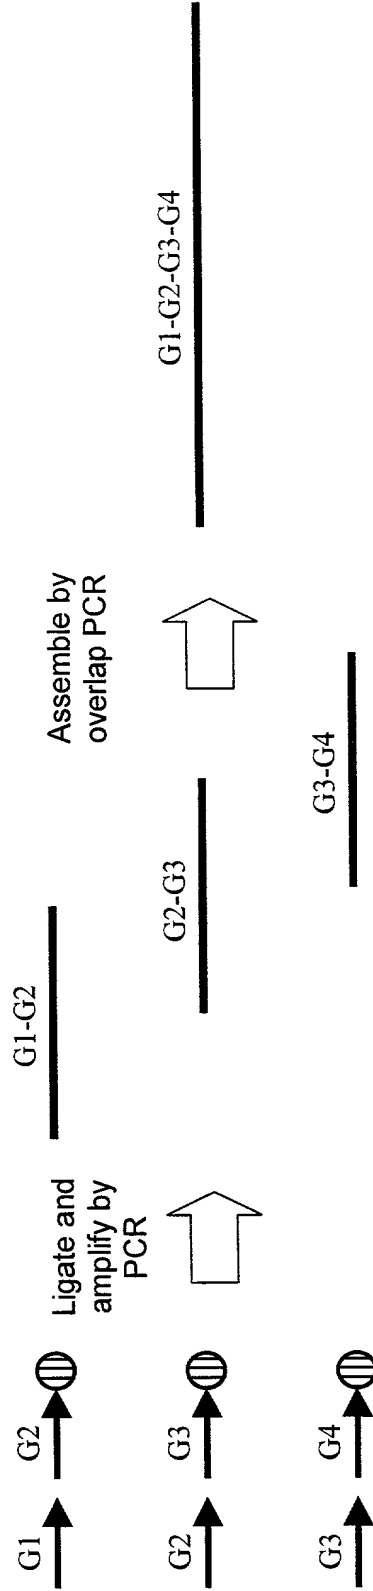 G1
G2
G2
G3
G3
G4
Ligate and
amplify by
PCR
G1-G2
G2-G3
G3-G4
Assemble by
overlap PCR
G1-G2-G3-G4